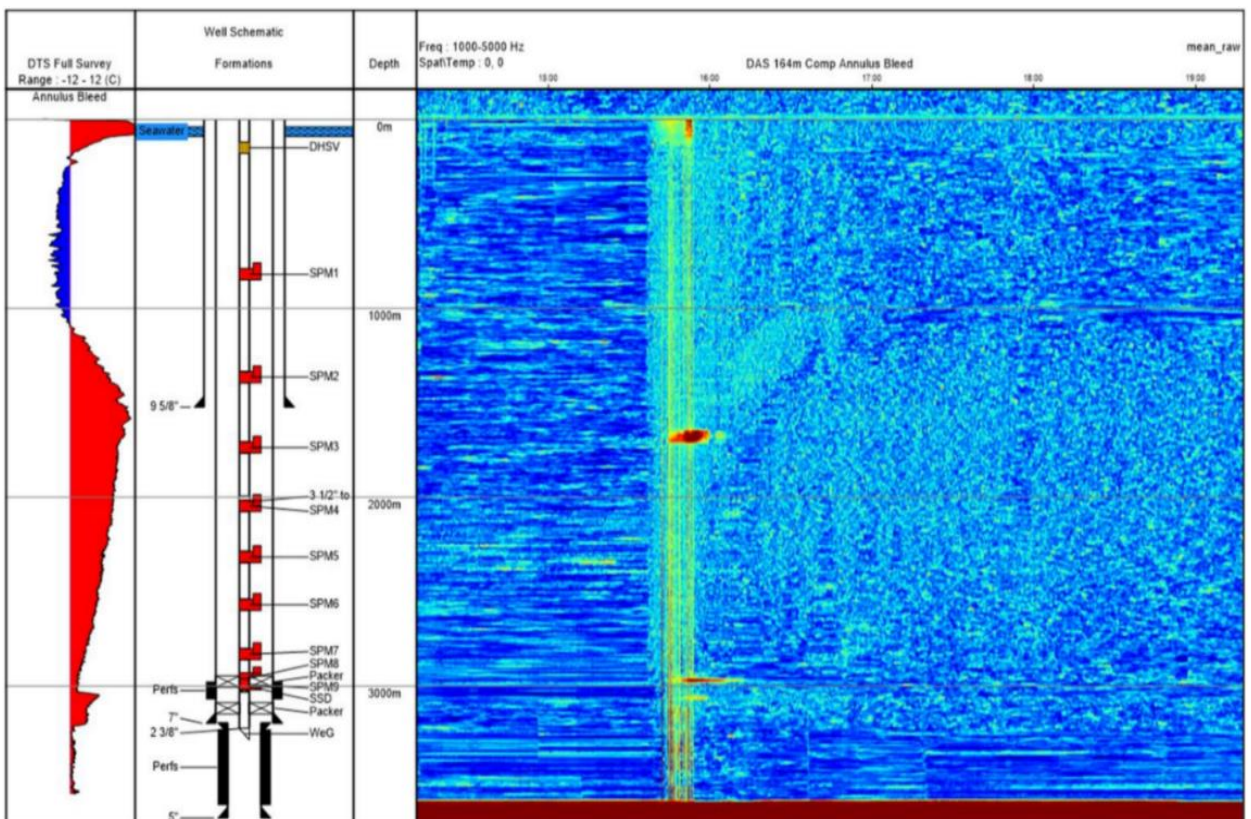 DTS Full Survey
Range : -12 - 12 (C)
Annulus Bleed
Well Schematic
Formations
Depth
Freq : 1000-5000 Hz
Spat\Temp : 0, 0
DAS 164m Comp Annulus Bleed
mean_raw
15:00
16:00
17:00
18:00
19:00
Seawater
0m
DHSV
SPM1
1000m
SPM2
9 5/8"
SPM3
3 1/2" to
2000m
SPM4
SPM5
SPM6
SPM7
SPM8
Packer
Perfs
SPM9
3000m
SSD
7"
Packer
2 3/8"
WeG
Perfs
5"